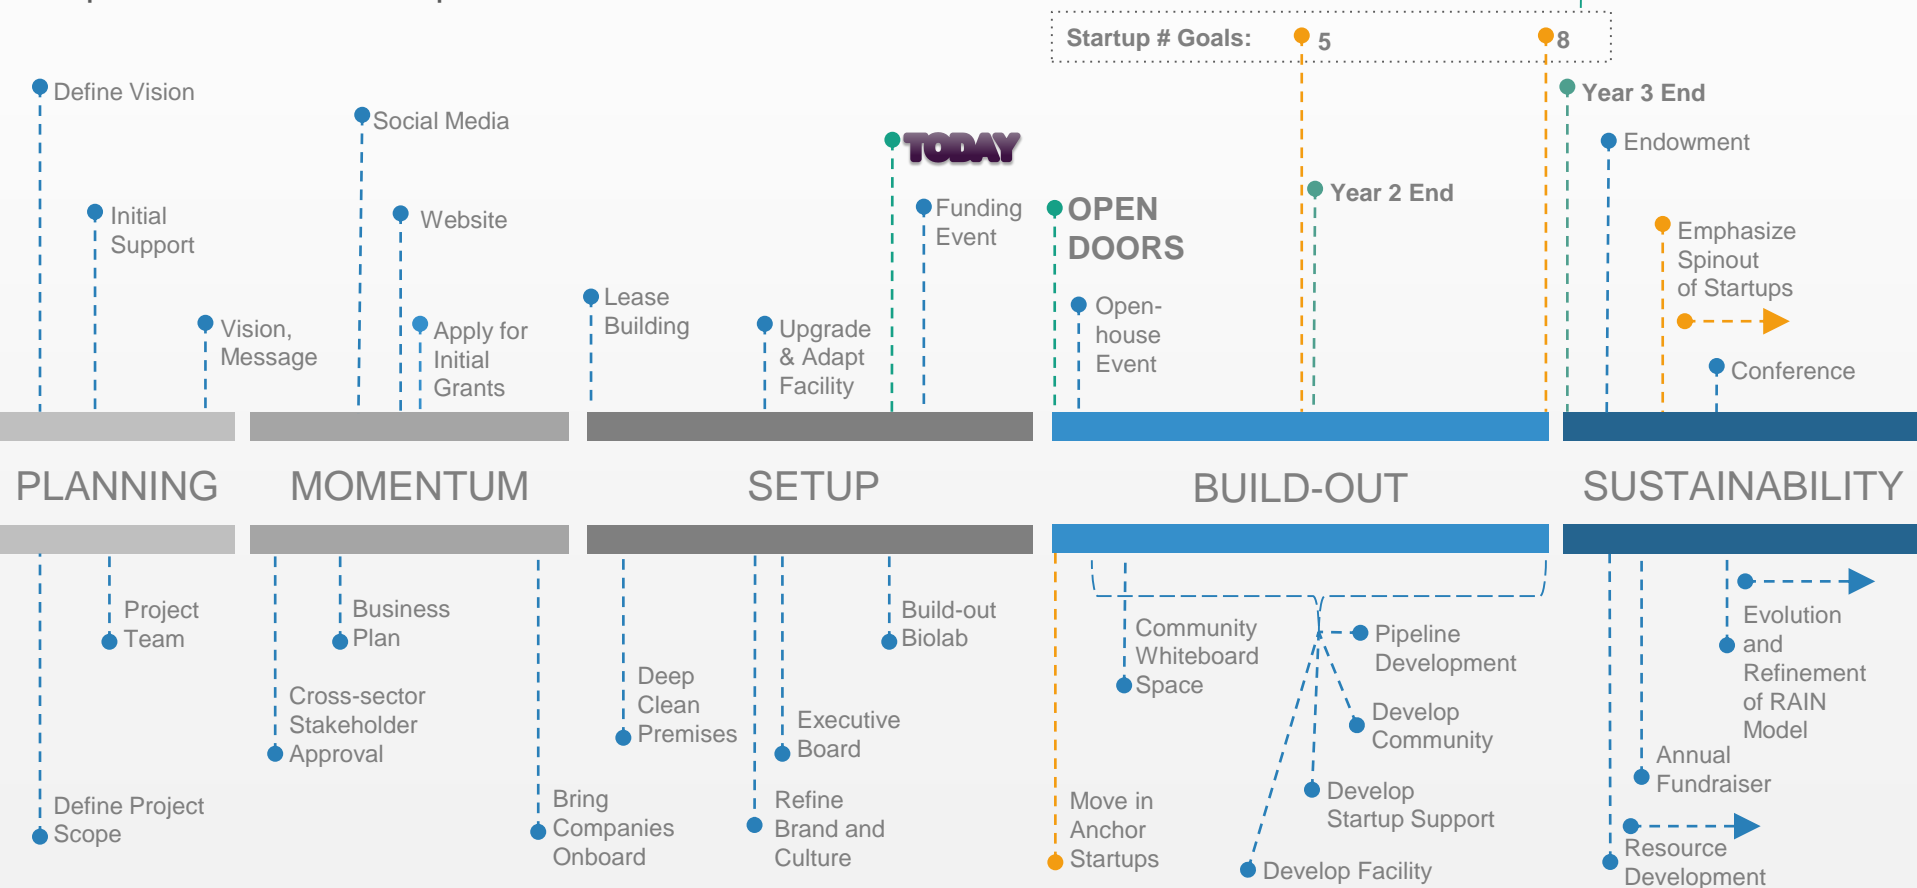 Startup # Goals:
5
8
Define Vision
Social Media
TODAY
Year 3 End
Endowment
Initial
Support
Website
Funding
Event
OPEN
DOORS
Year 2 End
Emphasize
Spinout
of Startups
Vision,
Message
Apply for
Initial
Grants
Lease
Building
Upgrade
& Adapt
Facility
Open-
house
Event
Conference
PLANNING
MOMENTUM
SETUP
BUILD-OUT
SUSTAINABILITY
Project
Team
Define Project
Scope
Business
Plan
Cross-sector
Stakeholder
Approval
Bring
Companies
Onboard
Deep
Clean
Premises
Build-out
Biolab
Executive
Board
Refine
Brand and
Culture
Community
Whiteboard
Space
Move in
Anchor
Startups
Pipeline
Development
Develop
Community
Develop
Startup Support
Develop Facility
Evolution
and
Refinement
of RAIN
Model
Annual
Fundraiser
Resource
Development